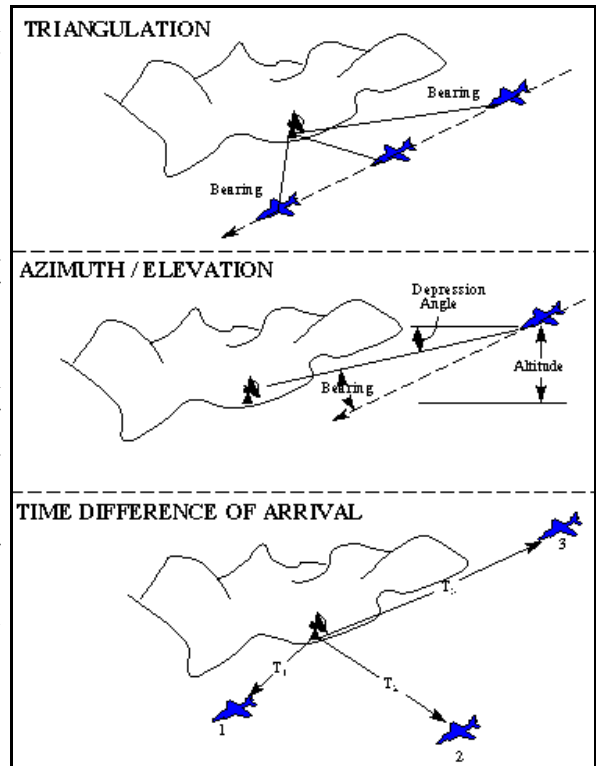 TRIANGULATION
Bearing
Bearing
AZIMUTH / ELEVATION
Depression
Angle
Altitude
Bearing
TIME DIFFERENCE OF ARRIVAL
3
T
T1
T2
1
2